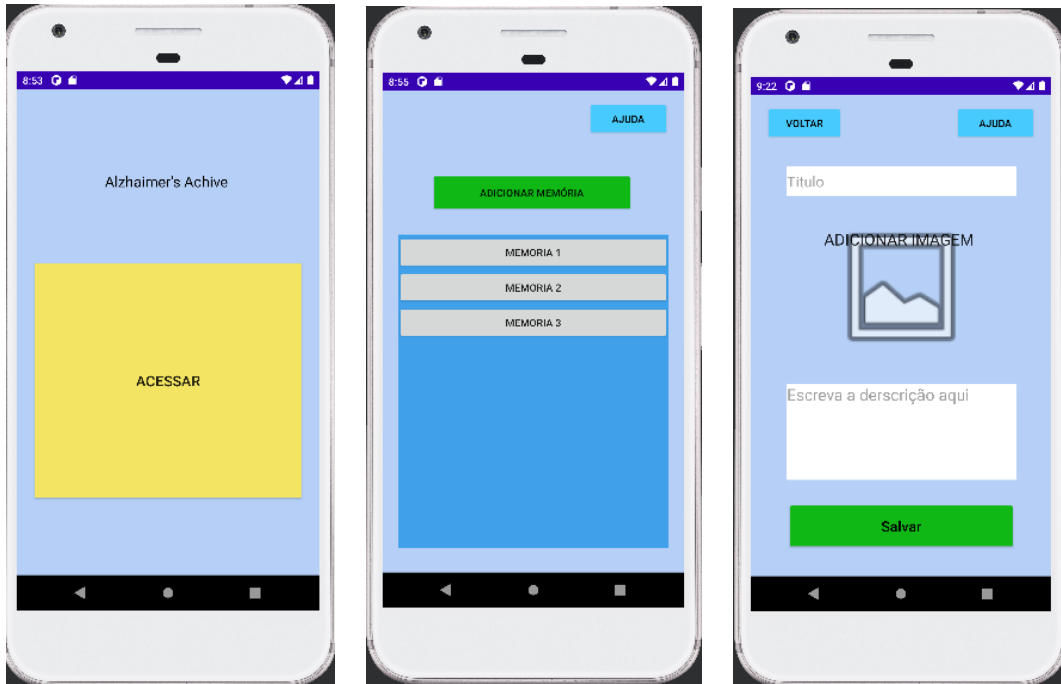 8:53
Alzhaimer's Achive
ACESSAR
8:55
AJUDA
ADICIONAR MEMÓRIA
MEMORIA 1
MEMORIA 2
MEMORIA 3
9:22
VOLTAR
AJUDA
Titulo
ADICIONAR IMAGEM
Escreva a derscrição aqui
Salvar